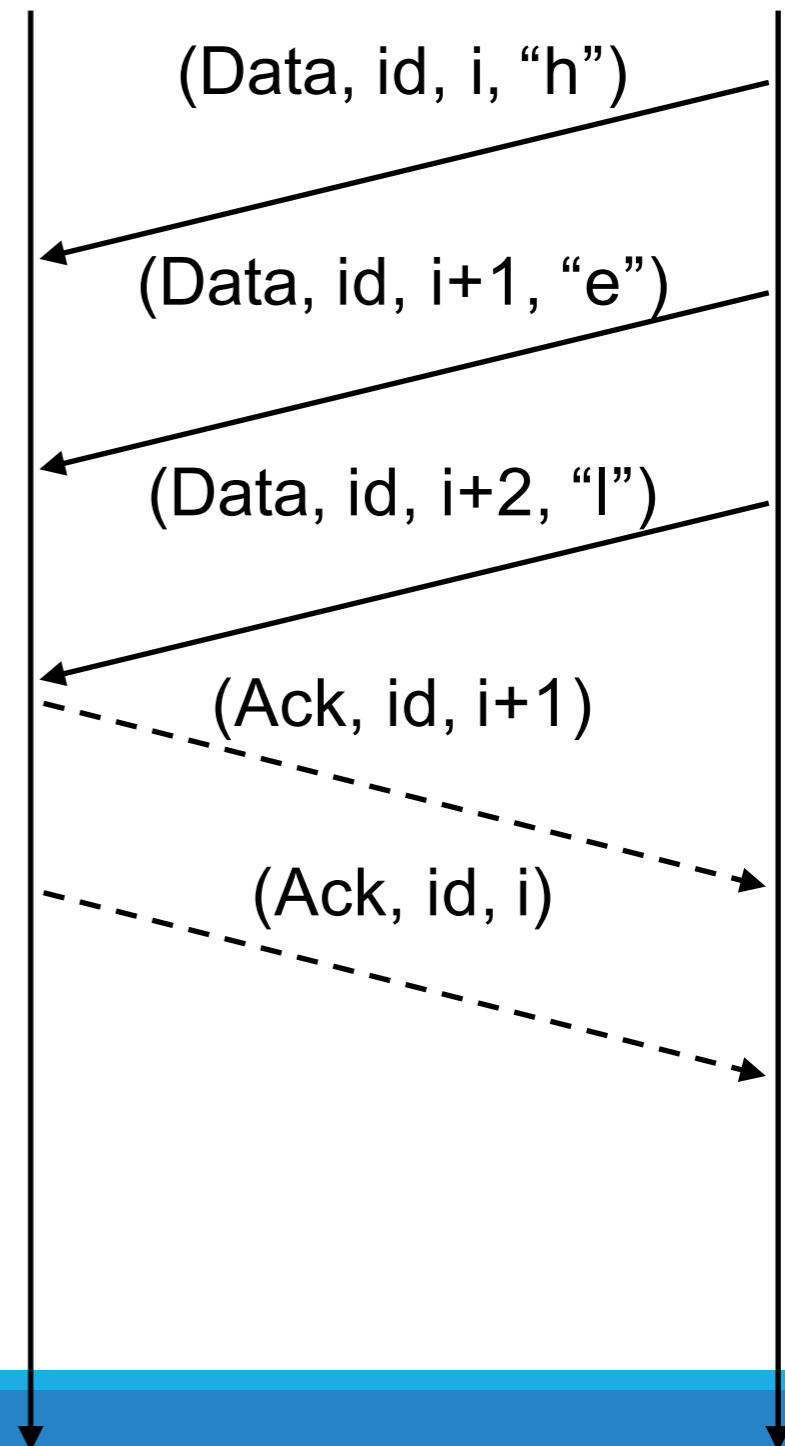 (Data, id, i, “h”)
(Data, id, i+1, “e”)
(Data, id, i+2, “l”)
(Ack, id, i+1)
(Ack, id, i)